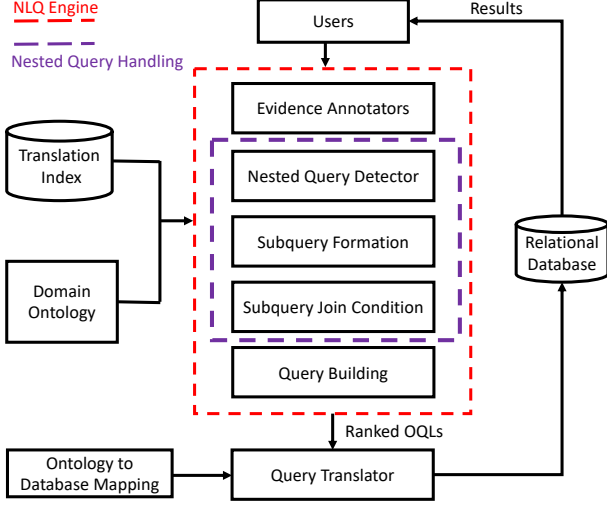 NLQ Engine
Nested Query Handling
Users
Results
Evidence Annotators
Translation
Index
Nested Query Detector
Subquery Formation
Relational
Database
Domain
Ontology
Subquery Join Condition
Query Building
Ranked OQLs
Ontology to
Database Mapping
Query Translator